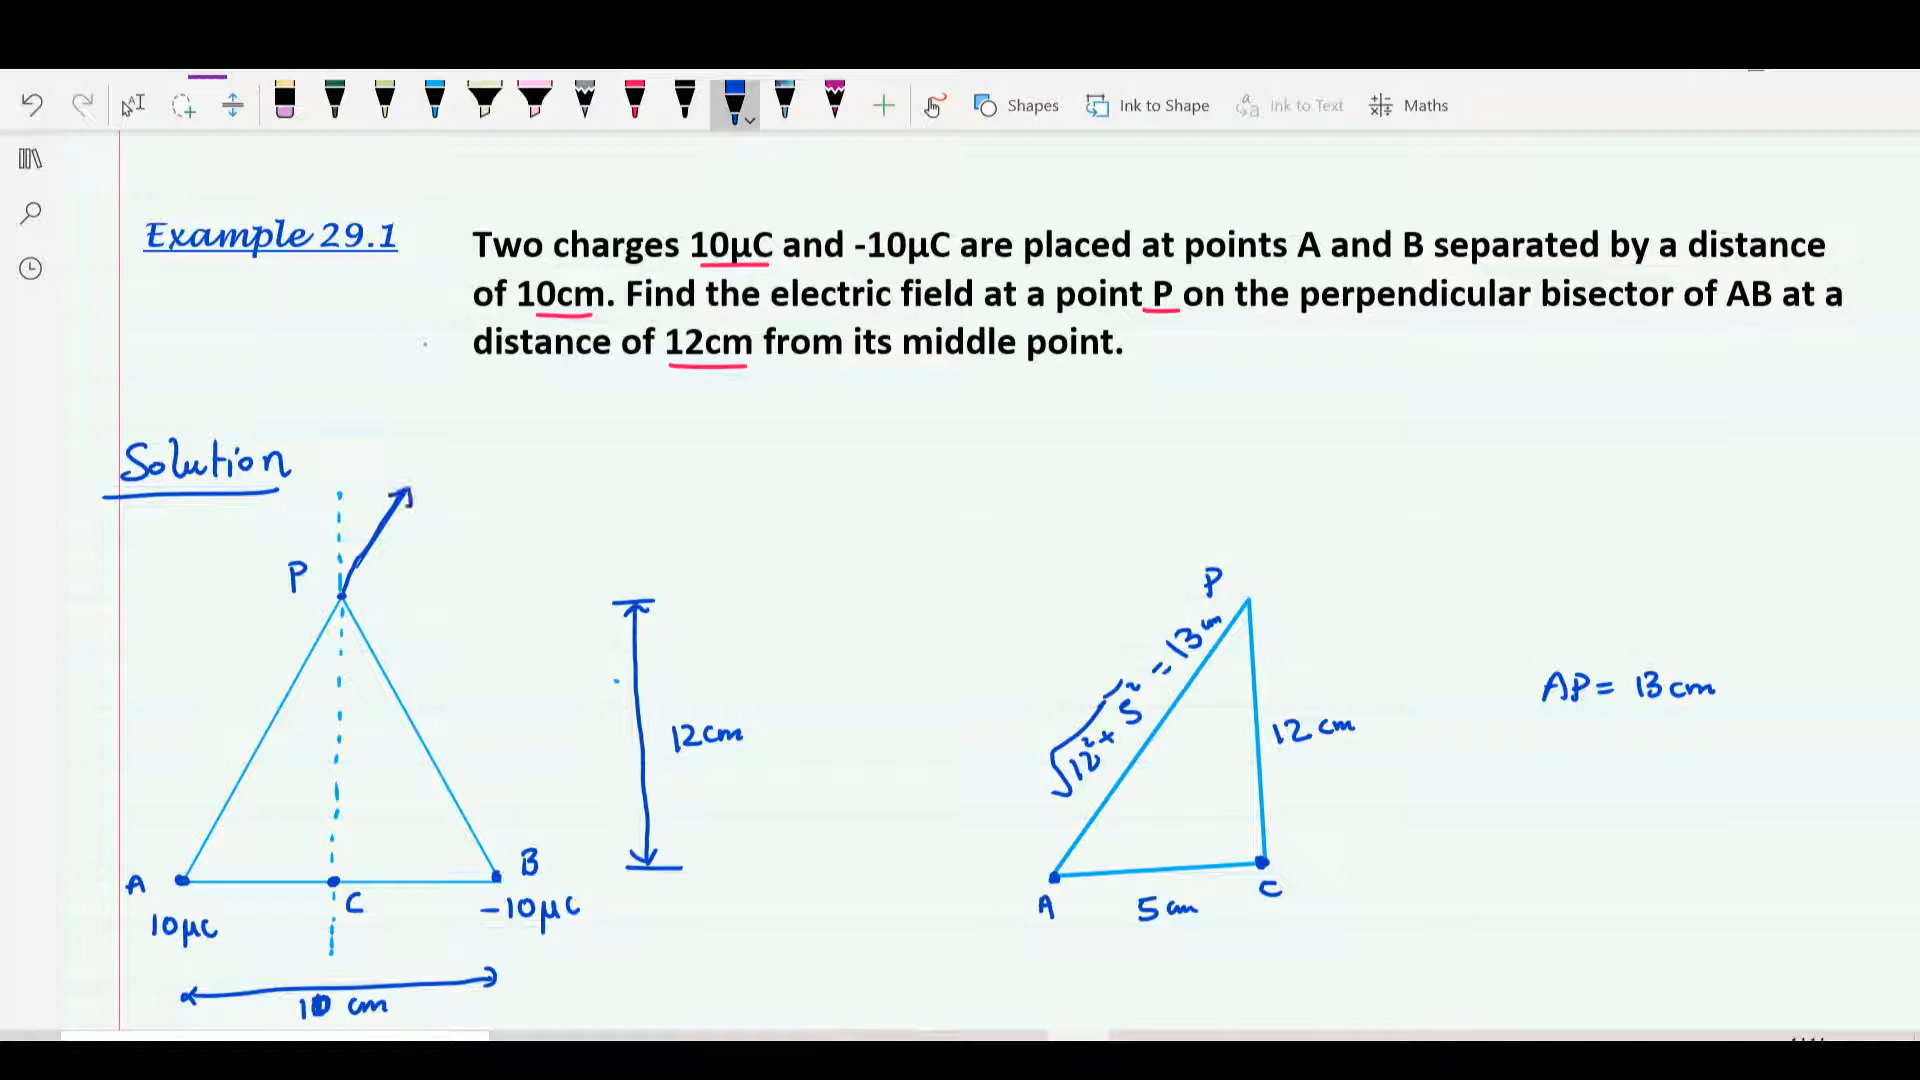 Shapes
Ink to Shape
Ink to Text
Maths
Example 29.1
Two charges 10μC and -10μC are placed at points A and B separated by a distance
of 10cm. Find the electric field at a point P on the perpendicular bisector of AB at a
distance of 12cm from its middle point.
Solution
P
12cm
A
10μC
C
B
-10μC
10 cm
P
√12²+5² = 13 cm
12 cm
A
5 cm
C
AP = 13 cm